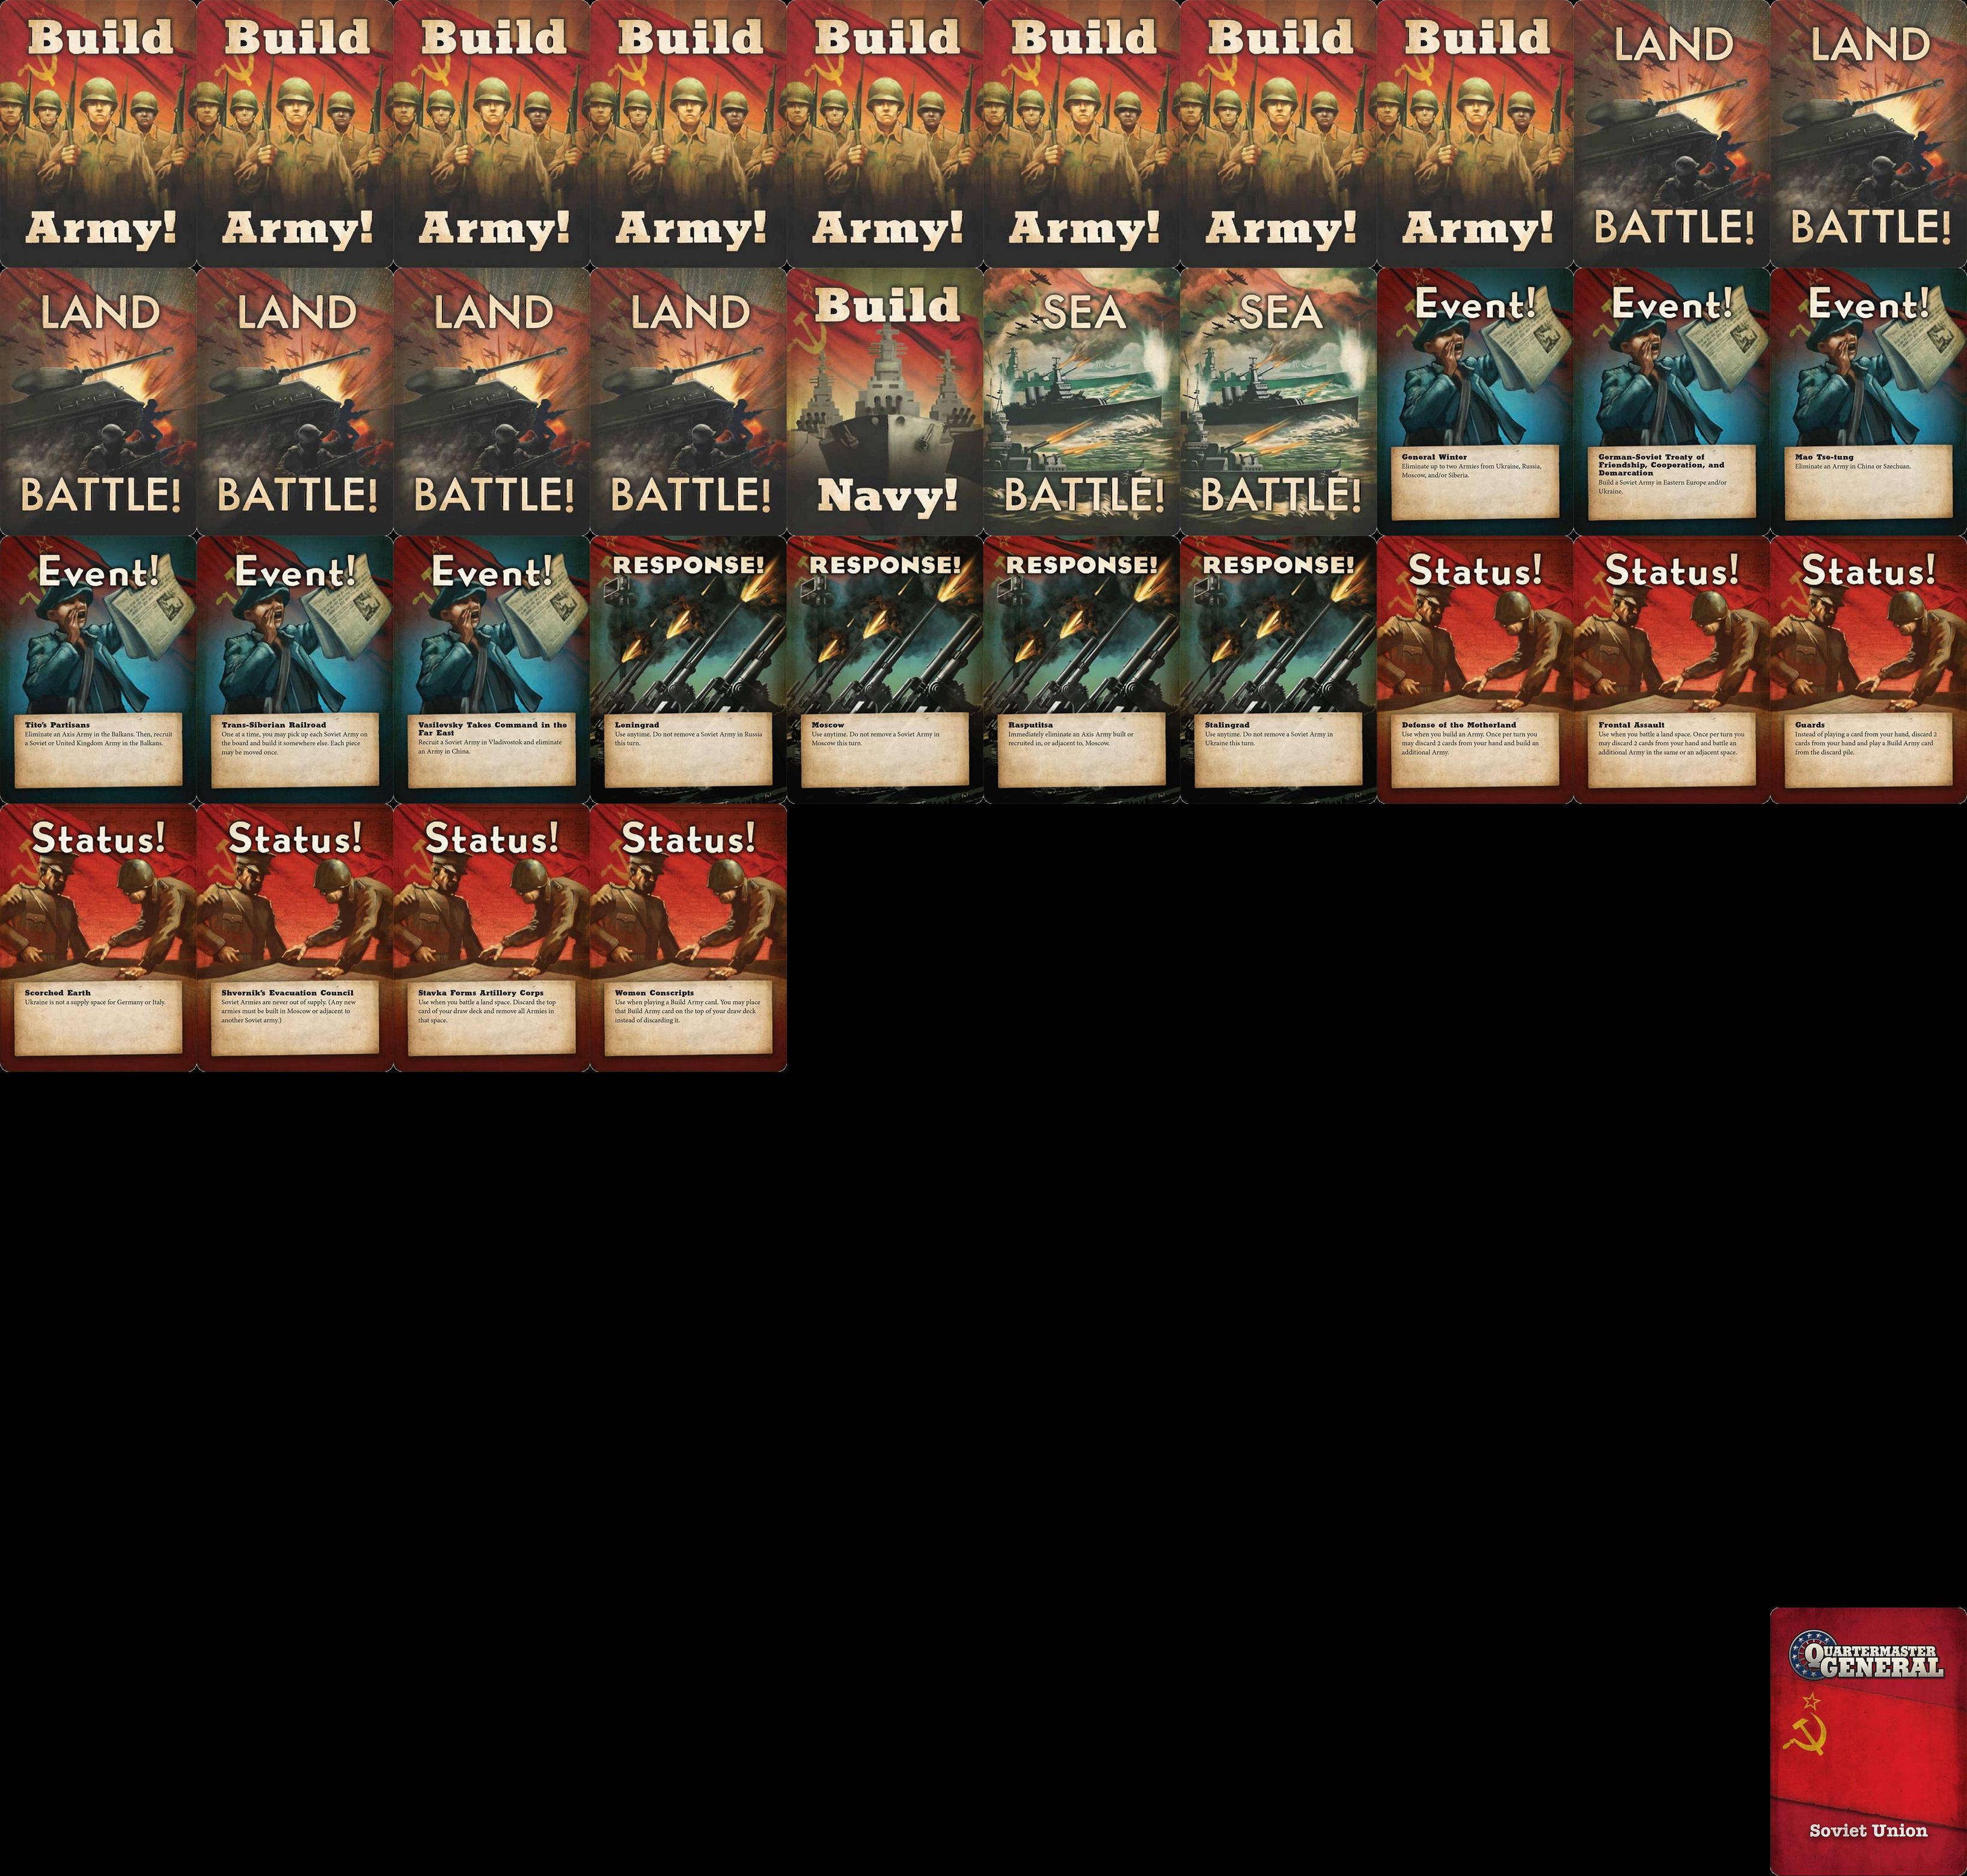 Build
Army!
Build
Army!
Build
Army!
Build
Army!
Build
Army!
Build
Army!
Build
Army!
Build
Army!
LAND
BATTLE!
LAND
BATTLE!
LAND
BATTLE!
LAND
BATTLE!
LAND
BATTLE!
LAND
BATTLE!
Build
Navy!
SEA
BATTLE!
SEA
BATTLE!
Event!
General Winter
Eliminate up to two Armies from Ukraine, Russia,
Moscow, and/or Siberia.
Event!
German-Soviet Treaty of
Friendship, Cooperation, and
Demarcation
Build a Soviet Army in Eastern Europe and/or
Ukraine.
Event!
Mao Tse-tung
Eliminate an Army in China or Szechuan.
Event!
Tito's Partisans
Eliminate an Axis Army in the Balkans. Then, recruit
a Soviet or United Kingdom Army in the Balkans.
Event!
Trans-Siberian Railroad
One at a time, you may pick up each Soviet Army on
the board and build it somewhere else. Each piece
may be moved once.
Event!
Vasilevsky Takes Command in the
Far East
Recruit a Soviet Army in Vladivostok and eliminate
an Army in China.
RESPONSE!
Leningrad
Use anytime. Do not remove a Soviet Army in Russia
this turn.
RESPONSE!
Moscow
Use anytime. Do not remove a Soviet Army in
Moscow this turn.
RESPONSE!
Rasputitsa
Immediately eliminate an Axis Army built or
recruited in, or adjacent to, Moscow.
RESPONSE!
Stalingrad
Use anytime. Do not remove a Soviet Army in
Ukraine this turn.
Status!
Defense of the Motherland
Use when you build an Army. Once per turn you
may discard 2 cards from your hand and build an
additional Army.
Status!
Frontal Assault
Use when you battle a land space. Once per turn you
may discard 2 cards from your hand and battle an
additional Army in the same or an adjacent space.
Status!
Guards
Instead of playing a card from your hand, discard 2
cards from your hand and play a Build Army card
from the discard pile.
Status!
Scorched Earth
Ukraine is not a supply space for Germany or Italy.
Status!
Shvernik's Evacuation Council
Soviet Armies are never out of supply. (Any new
armies must be built in Moscow or adjacent to
another Soviet army.)
Status!
Stavka Forms Artillery Corps
Use when you battle a land space. Discard the top
card of your draw deck and remove all Armies in
that space.
Status!
Women Conscripts
Use when playing a Build Army card. You may place
that Build Army card on the top of your draw deck
instead of discarding it.
QUARTERMASTER
GENERAL
Soviet Union